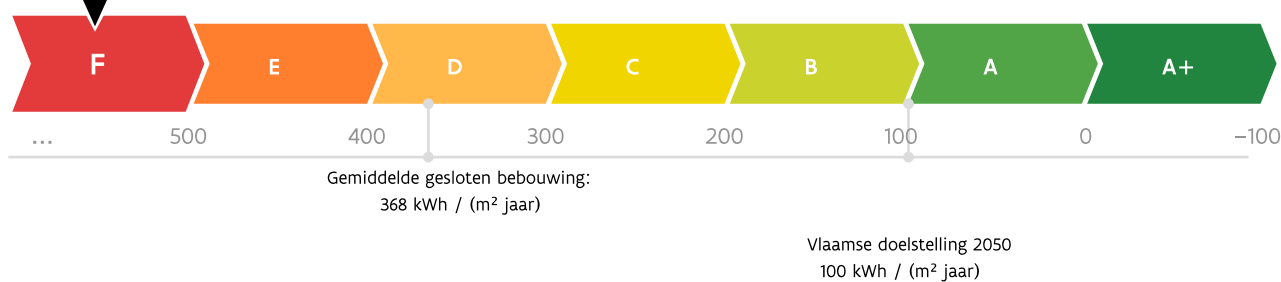 F E D C B A A+
... 500 400 300 200 100 0 −100
Gemiddelde gesloten bebouwing:
368 kWh / (m² jaar)
Vlaamse doelstelling 2050
100 kWh / (m² jaar)